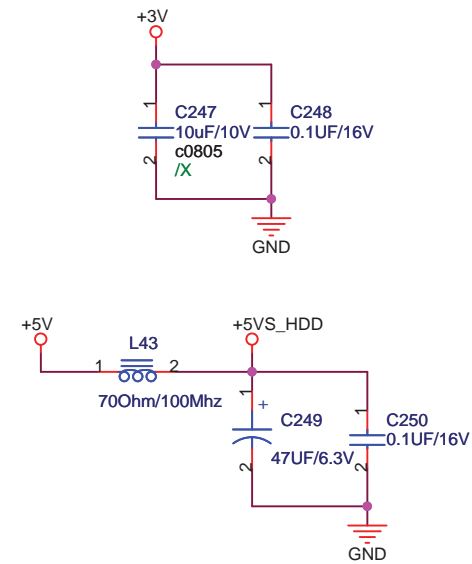 +3V
1 1
C247 C248
10uF/10V 0.1UF/16V
c0805
2 2
/X
GND
+5V +5VS_HDD
L43
1 2
70Ohm/100Mhz
1 + 1
C249 C250
0.1UF/16V
47UF/6.3V
2 2
GND